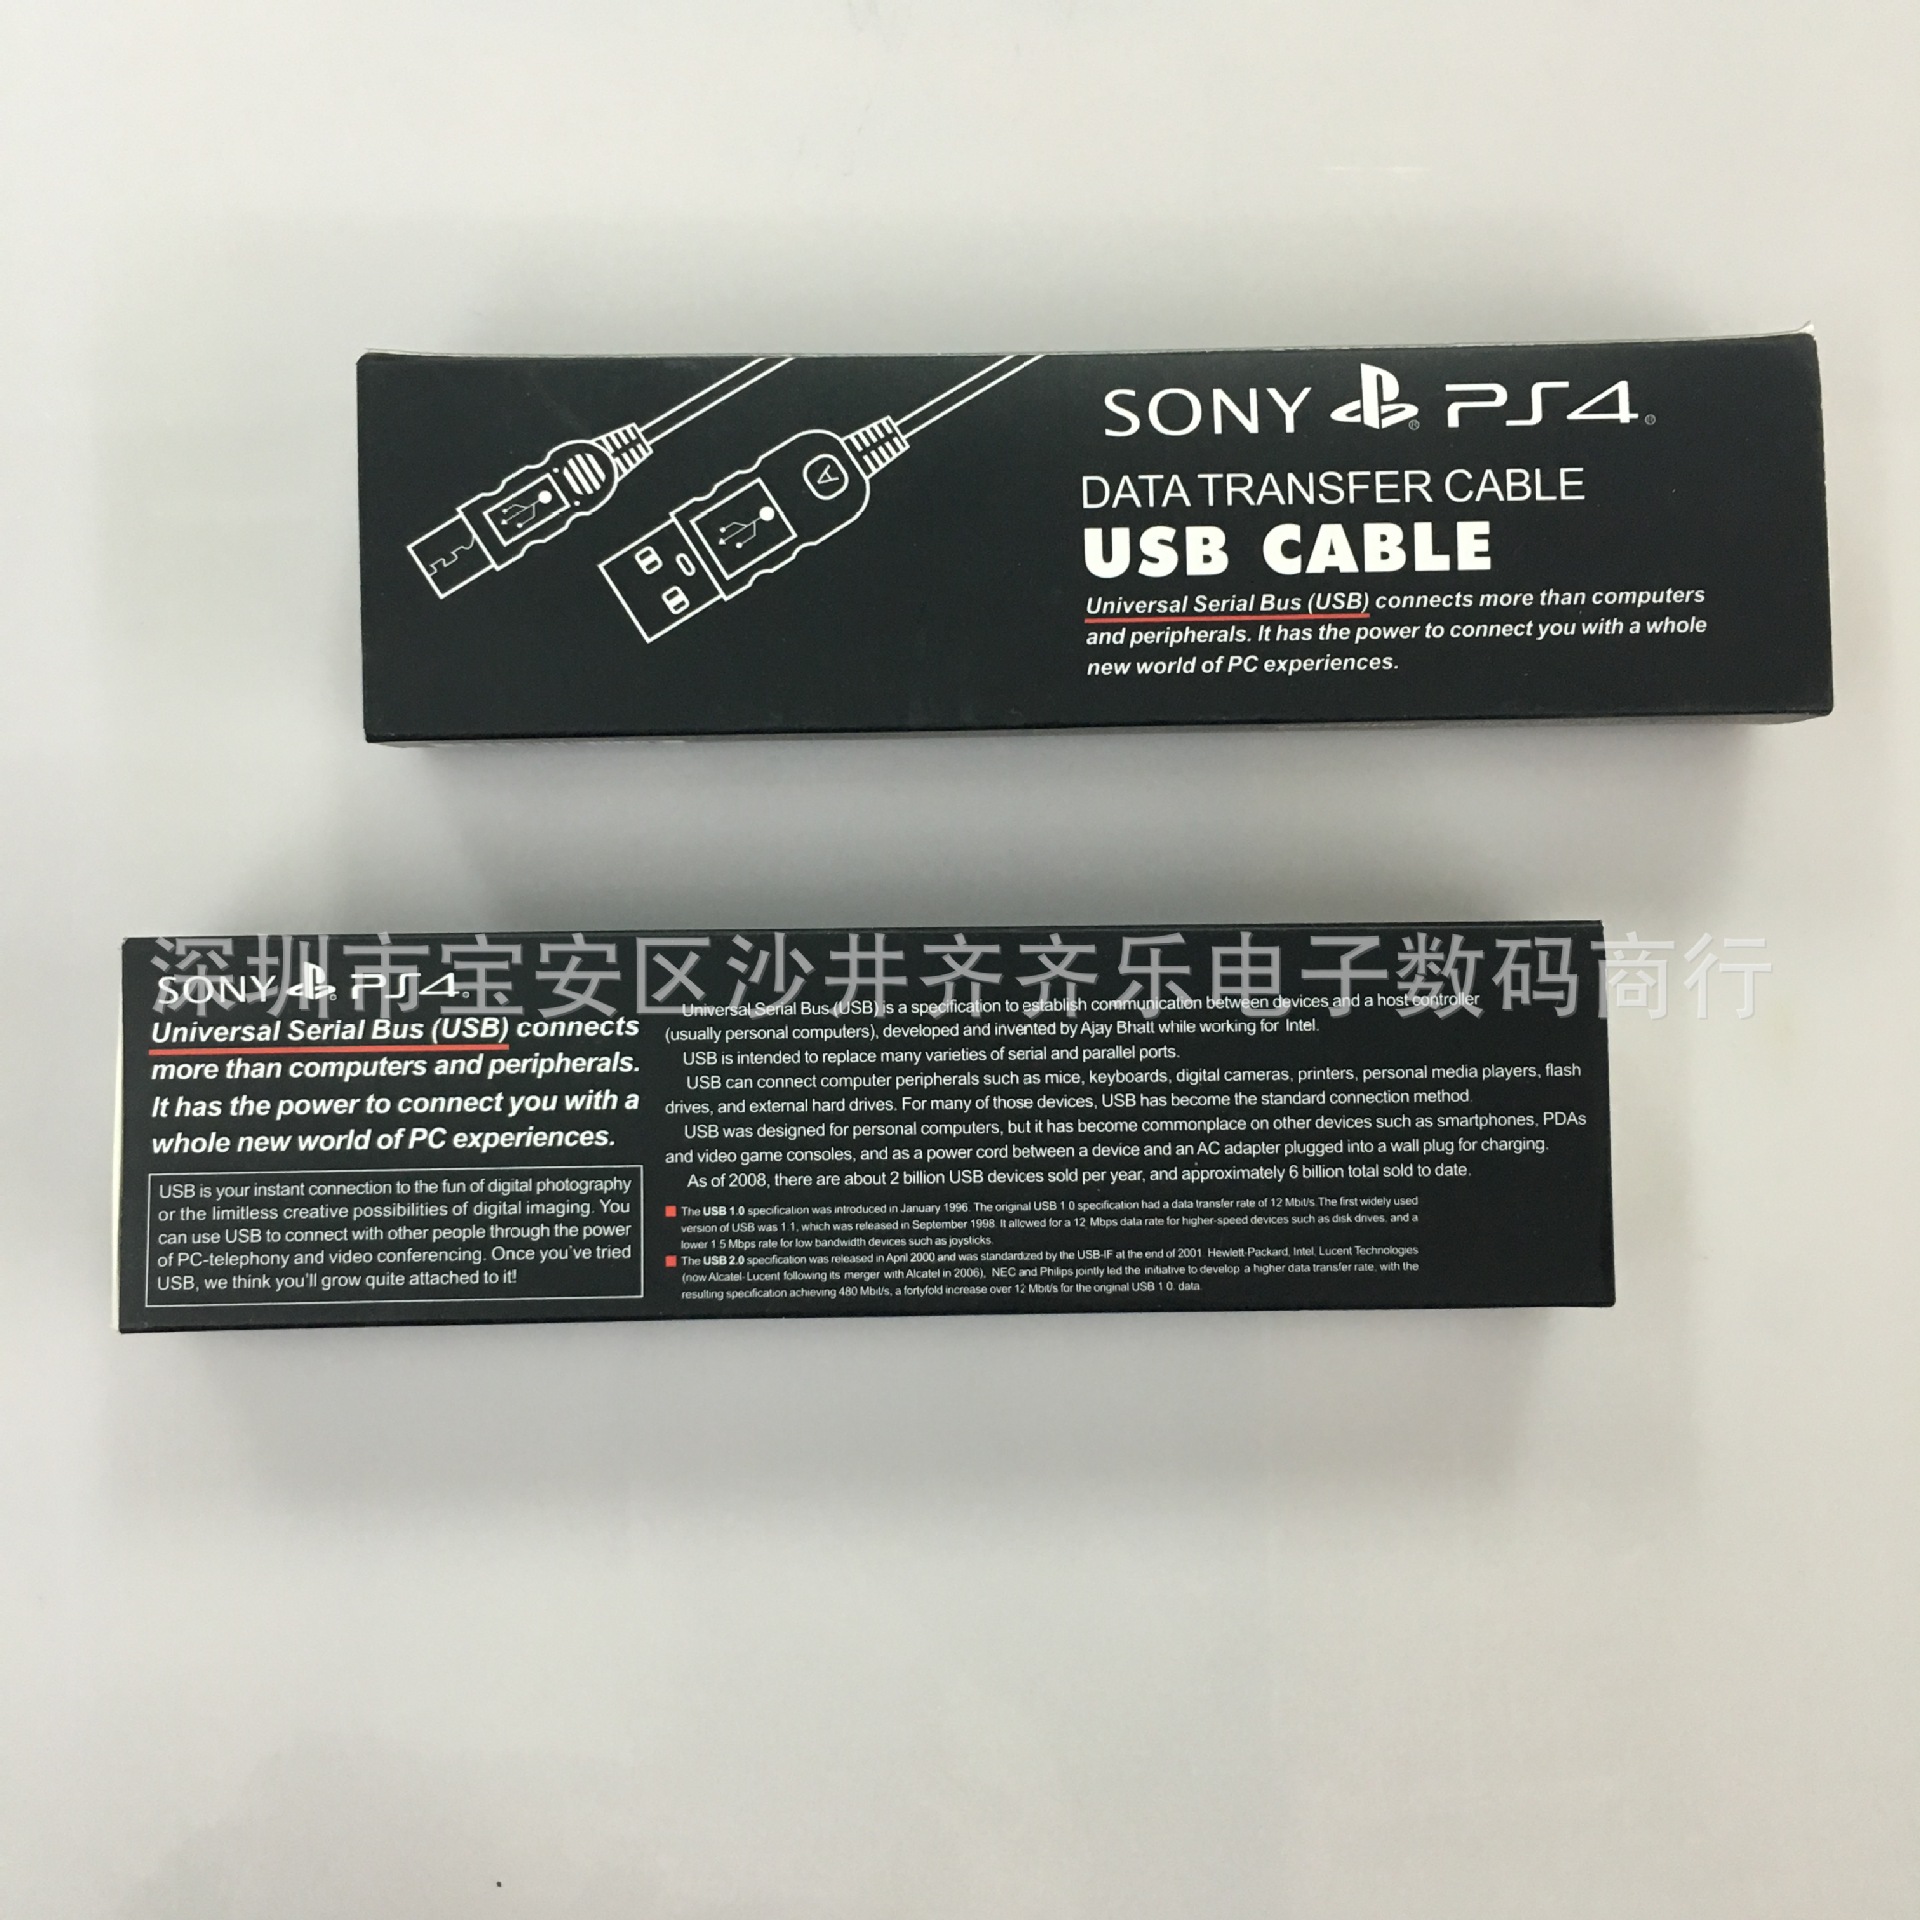 SONY PS4
DATA TRANSFER CABLE
USB CABLE
Universal Serial Bus (USB) connects more than computers
and peripherals. It has the power to connect you with a whole
new world of PC experiences.
A
深圳市宝安区沙井齐齐乐电子数码商行
SONY PS4
Universal Serial Bus (USB) connects
more than computers and peripherals.
It has the power to connect you with a
whole new world of PC experiences.
USB is your instant connection to the fun of digital photography
or the limitless creative possibilities of digital imaging. You
can use USB to connect with other people through the power
of PC-telephony and video conferencing. Once you've tried
USB, we think you'll grow quite attached to it!
Universal Serial Bus (USB) is a specification to establish communication between devices and a host controller
(usually personal computers), developed and invented by Ajay Bhatt while working for Intel.
USB is intended to replace many varieties of serial and parallel ports.
USB can connect computer peripherals such as mice, keyboards, digital cameras, printers, personal media players, flash
drives, and external hard drives. For many of those devices, USB has become the standard connection method.
USB was designed for personal computers, but it has become commonplace on other devices such as smartphones, PDAs
and video game consoles, and as a power cord between a device and an AC adapter plugged into a wall plug for charging.
As of 2008, there are about 2 billion USB devices sold per year, and approximately 6 billion total sold to date.
The USB 1.0 specification was introduced in January 1996. The original USB 1.0 specification had a data transfer rate of 12 Mbit/s. The first widely used
version of USB was 1.1, which was released in September 1998. It allowed for a 12 Mbps data rate for higher-speed devices such as disk drives, and a
lower 1.5 Mbps rate for low bandwidth devices such as joysticks.
The USB 2.0 specification was released in April 2000 and was standardized by the USB-IF at the end of 2001. Hewlett-Packard, Intel, Lucent Technologies
(now Alcatel-Lucent following its merger with Alcatel in 2006), NEC and Philips jointly led the initiative to develop a higher data transfer rate, with the
resulting specification achieving 480 Mbit/s, a fortyfold increase over 12 Mbit/s for the original USB 1.0. data.